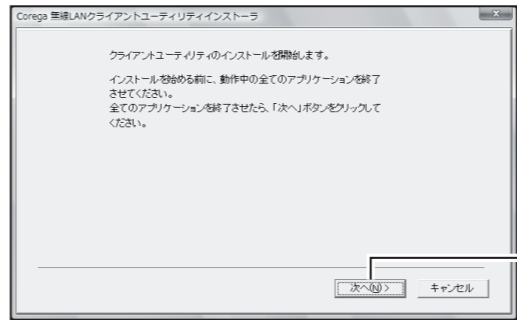 Corega 無線LANクライアントユーティリティインストーラ
クライアントユーティリティのインストールを開始します。
インストールを始める前に、動作中の全てのアプリケーションを終了
させてください。
全てのアプリケーションを終了させたら、「次へ」ボタンをクリックして
ください。
次へ(N) >
キャンセル